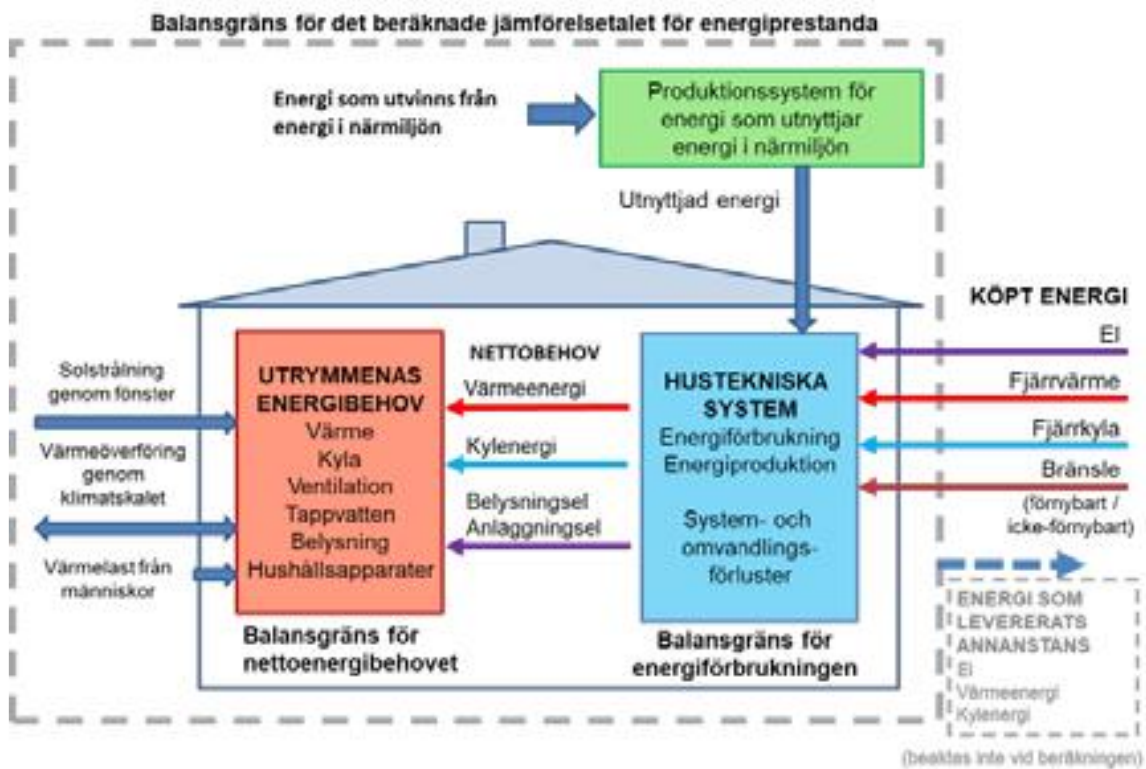 Balansgräns för det beräknade jämförelsetalet för energiprestanda
Energi som utvinns från
energi i närmiljön
Produktionssystem för
energi som utnyttjar
energi i närmiljön
Utnyttjad energi
KÖPT ENERGI
El
Fjärrvärme
Fjärrkyla
Bränsle
(förnybart /
icke-förnybart)
Solstrålning
genom fönster
Värmeöverföring
genom
klimatskalet
Värmelast från
människor
UTRYMMENAS
ENERGIBEHOV
Värme
Kyla
Ventilation
Tappvatten
Belysning
Hushållsapparater
Balansgräns för
nettoenergibehovet
NETTOBEHOV
Värmeenergi
Kylenergi
Belysningsel
Anläggningsel
HUSTEKNISKA
SYSTEM
Energiförbrukning
Energiproduktion
System- och
omvandlings-
förluster
Balansgräns för
energiförbrukningen
ENERGI SOM
LEVERERATS
ANNANSTANS
El
Värmeenergi
Kylenergi
(beaktas inte vid beräkningen)